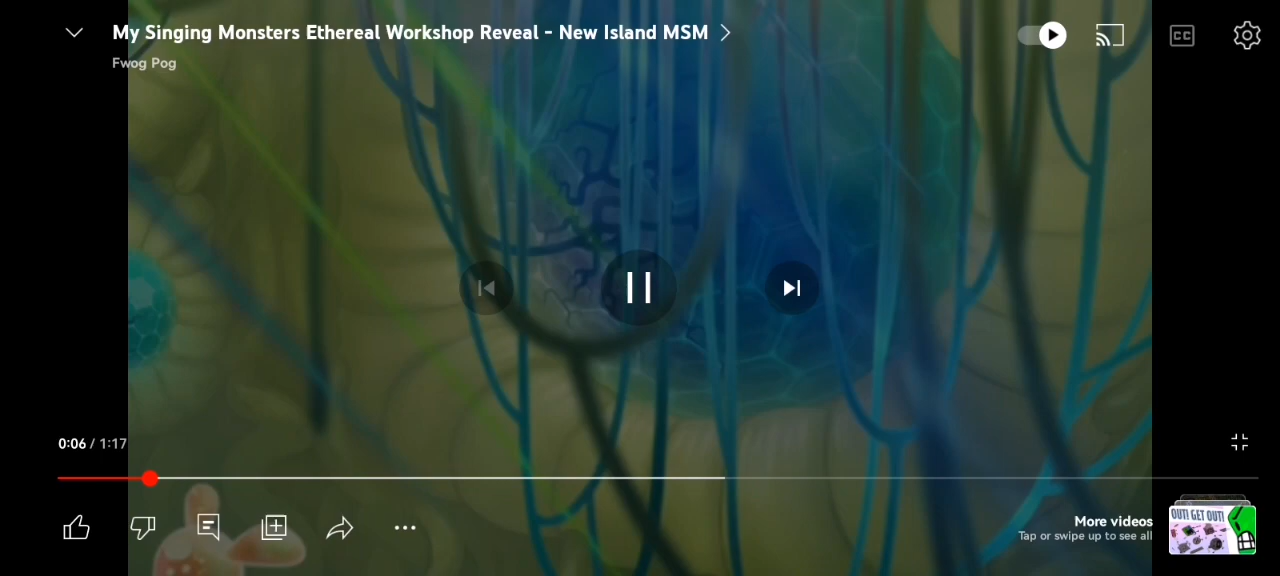 My Singing Monsters Ethereal Workshop Reveal - New Island MSM
Fwog Pog
CC
0:06 / 1:17
More videos
Tap or swipe up to see all
OUT! GET OUT!